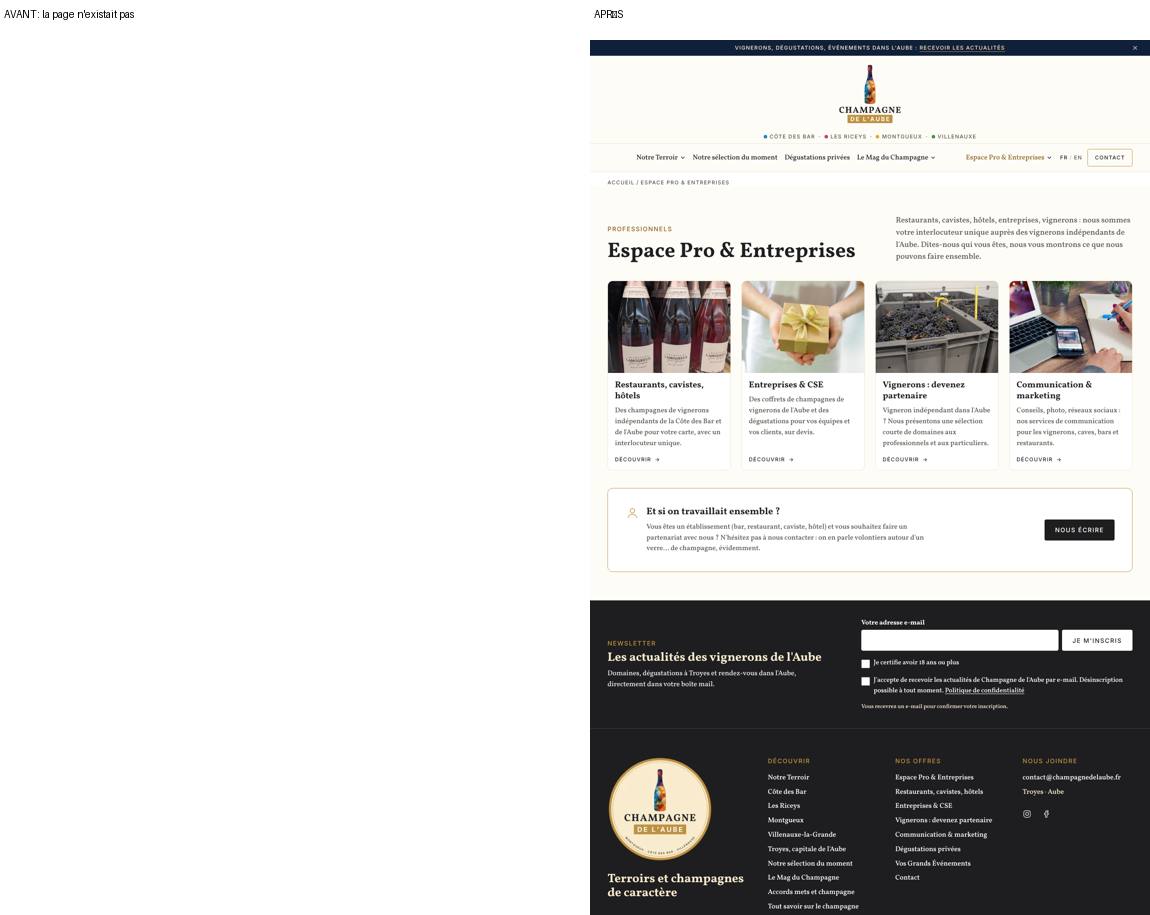 AVANT : la page n'existait pas
APR□S
VIGNERONS, DÉGUSTATIONS, ÉVÉNEMENTS DANS L'AUBE : RECEVOIR LES ACTUALITÉS ×
CHAMPAGNE
DE L'AUBE
CÔTE DES BAR · LES RICEYS · MONTGUEUX · VILLENAUXE
Notre Terroir Notre sélection du moment Dégustations privées Le Mag du Champagne Espace Pro & Entreprises FR / EN CONTACT
ACCUEIL / ESPACE PRO & ENTREPRISES
PROFESSIONNELS
Espace Pro & Entreprises
Restaurants, cavistes, hôtels, entreprises, vignerons : nous sommes
votre interlocuteur unique auprès des vignerons indépendants de
l'Aube. Dites-nous qui vous êtes, nous vous montrons ce que nous
pouvons faire ensemble.
Restaurants, cavistes,
hôtels
Des champagnes de vignerons
indépendants de la Côte des Bar et
de l'Aube pour votre carte, avec un
interlocuteur unique.
DÉCOUVRIR →
Entreprises & CSE
Des coffrets de champagnes de
vignerons de l'Aube et des
dégustations pour vos équipes et
vos clients, sur devis.
DÉCOUVRIR →
Vignerons : devenez
partenaire
Vigneron indépendant dans l'Aube
? Nous présentons une sélection
courte de domaines aux
professionnels et aux particuliers.
DÉCOUVRIR →
Communication &
marketing
Conseils, photo, réseaux sociaux :
nos services de communication
pour les vignerons, caves, bars et
restaurants.
DÉCOUVRIR →
Et si on travaillait ensemble ?
Vous êtes un établissement (bar, restaurant, caviste, hôtel) et vous souhaitez faire un
partenariat avec nous ? N'hésitez pas à nous contacter : on en parle volontiers autour d'un
verre... de champagne, évidemment.
NOUS ÉCRIRE
NEWSLETTER
Les actualités des vignerons de l'Aube
Domaines, dégustations à Troyes et rendez-vous dans l'Aube,
directement dans votre boîte mail.
Votre adresse e-mail
JE M'INSCRIS
Je certifie avoir 18 ans ou plus
J'accepte de recevoir les actualités de Champagne de l'Aube par e-mail. Désinscription
possible à tout moment. Politique de confidentialité
Vous recevrez un e-mail pour confirmer votre inscription.
CHAMPAGNE
DE L'AUBE
Terroirs et champagnes
de caractère
DÉCOUVRIR
Notre Terroir
Côte des Bar
Les Riceys
Montgueux
Villenauxe-la-Grande
Troyes, capitale de l'Aube
Notre sélection du moment
Le Mag du Champagne
Accords mets et champagne
Tout savoir sur le champagne
NOS OFFRES
Espace Pro & Entreprises
Restaurants, cavistes, hôtels
Entreprises & CSE
Vignerons : devenez partenaire
Communication & marketing
Dégustations privées
Vos Grands Événements
Contact
NOUS JOINDRE
contact@champagnedelaube.fr
Troyes · Aube